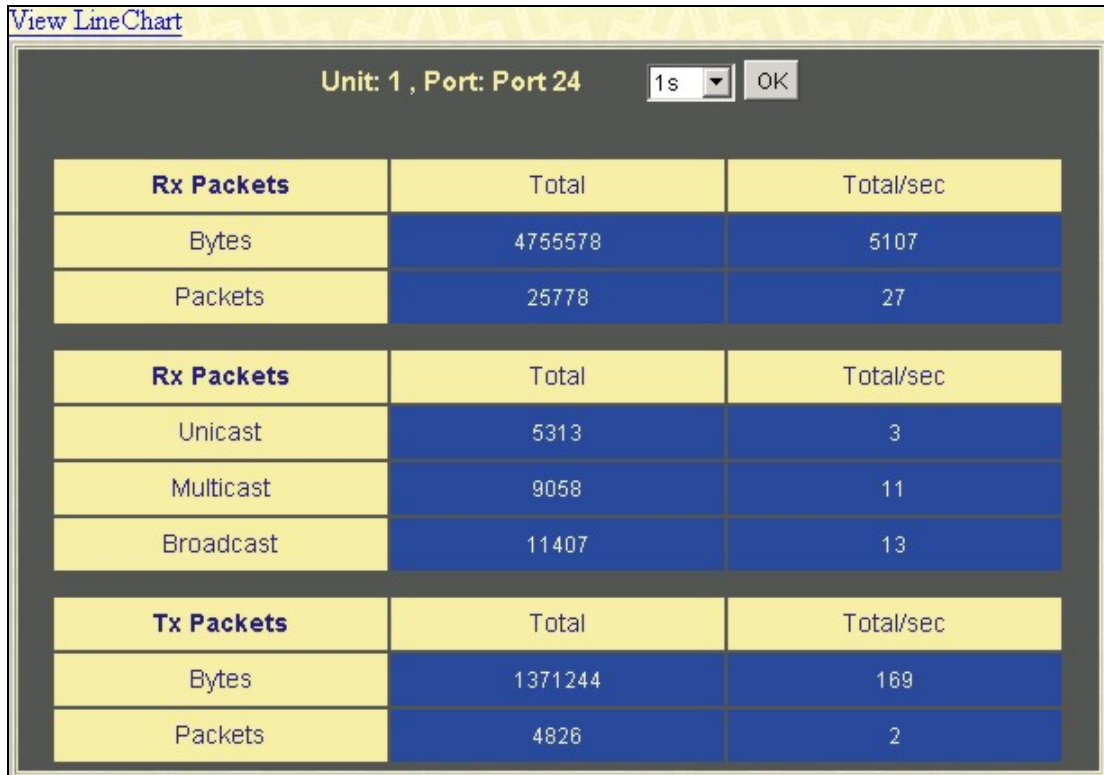 View LineChart
Unit: 1 , Port: Port 24 1s OK
Rx Packets Total Total/sec
Bytes 4755578 5107
Packets 25778 27
Rx Packets Total Total/sec
Unicast 5313 3
Multicast 9058 11
Broadcast 11407 13
Tx Packets Total Total/sec
Bytes 1371244 169
Packets 4826 2